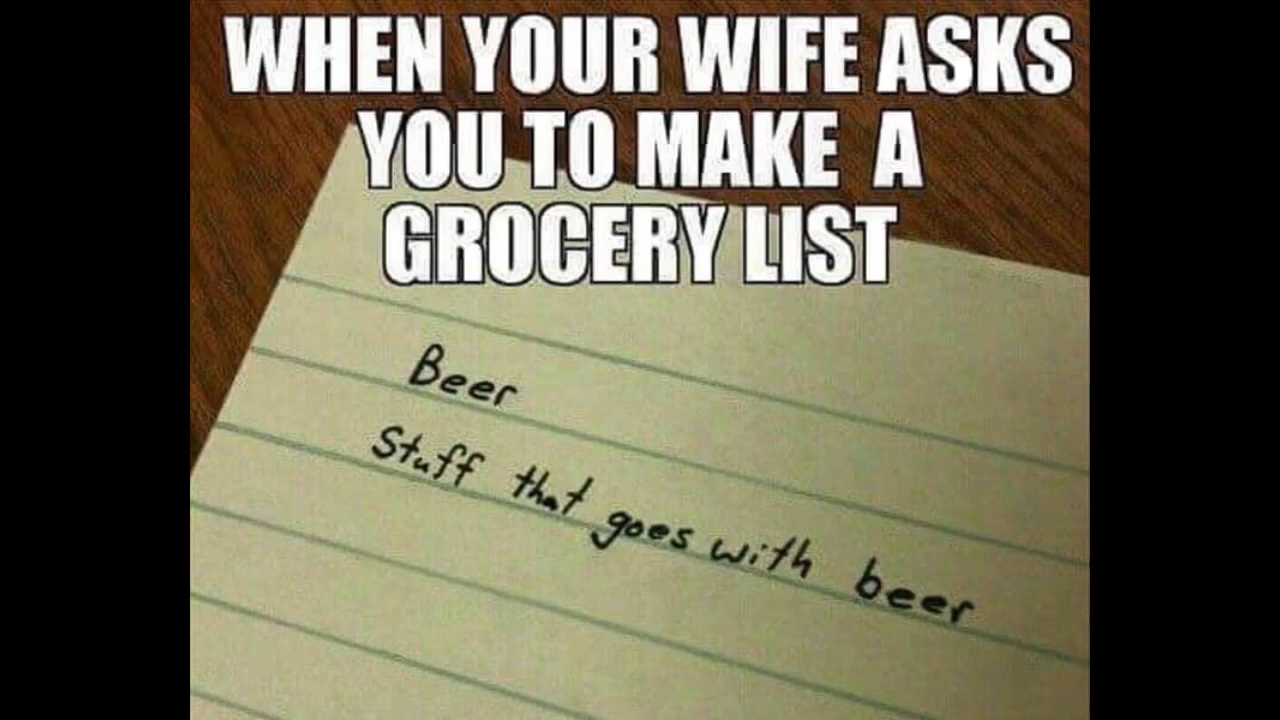 WHEN YOUR WIFE ASKS
YOU TO MAKE A
GROCERY LIST
Beer
Stuff that goes with beer